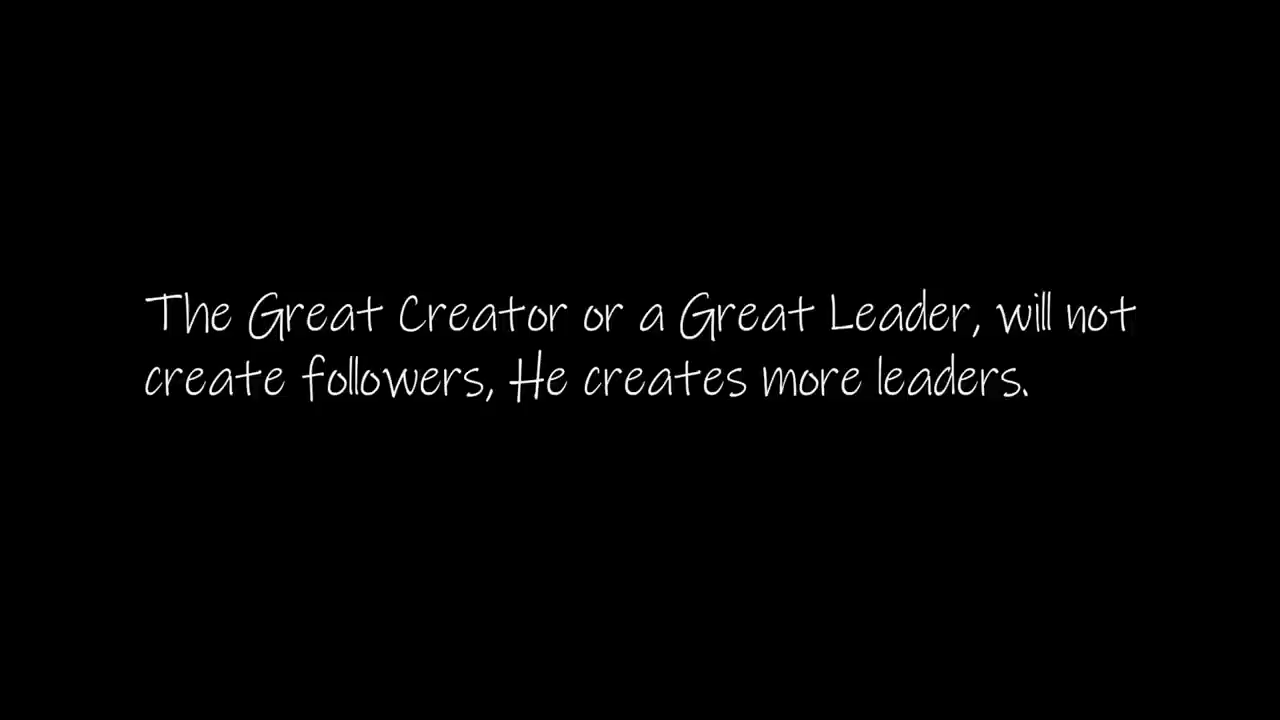 The Great Creator or a Great Leader, will not
create followers, He creates more leaders.